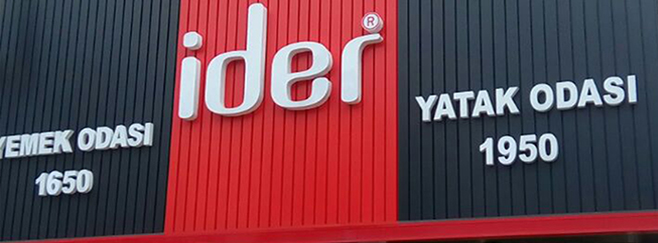 ider ®
YEMEK ODASI
1650
YATAK ODASI
1950